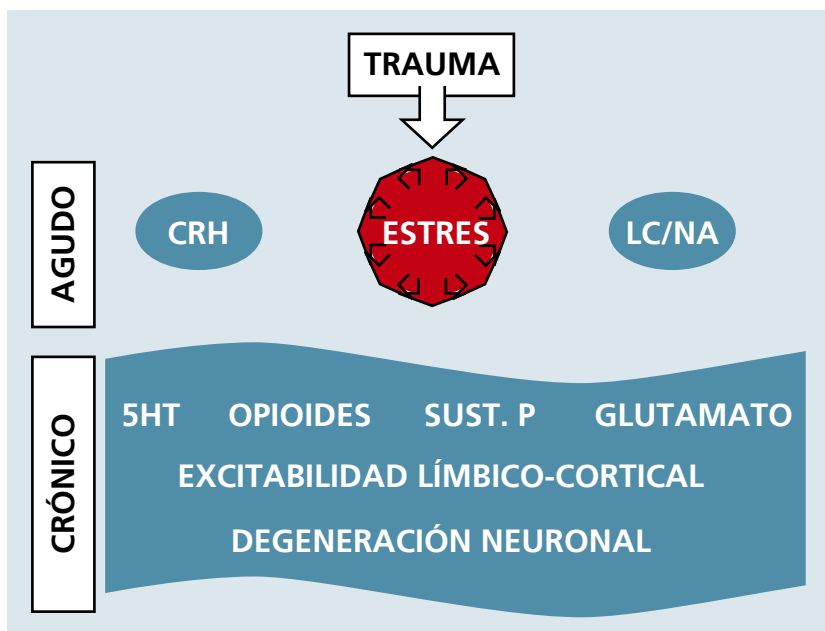 TRAUMA
AGUDO
CRH
ESTRES
LC/NA
CRÓNICO
5HT OPIOIDES SUST. P GLUTAMATO
EXCITABILIDAD LÍMBICO-CORTICAL
DEGENERACIÓN NEURONAL